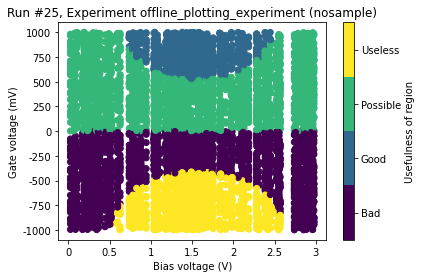 Run #25, Experiment offline_plotting_experiment (nosample)
1000
750
500
250
0
-250
-500
-750
-1000
Gate voltage (mV)
0
0.5
1
1.5
2
2.5
3
Bias voltage (V)
Useless
Possible
Good
Bad
Usefulness of region